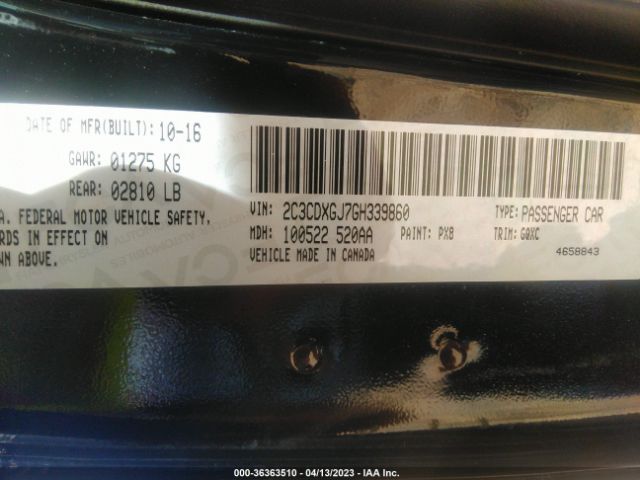 DATE OF MFR(BUILT): 10-16
GAWR: 01275 KG
REAR: 02810 LB
A. FEDERAL MOTOR VEHICLE SAFETY.
RDS IN EFFECT ON
WN ABOVE.
VIN: 2C3CDXGJ7GH339860 TYPE: PASSENGER CAR
MDH: 100522 520AA PAINT: PX8 TRIM: GQXC
VEHICLE MADE IN CANADA 4658843
000-36363510 - 04/13/2023 - IAA Inc.